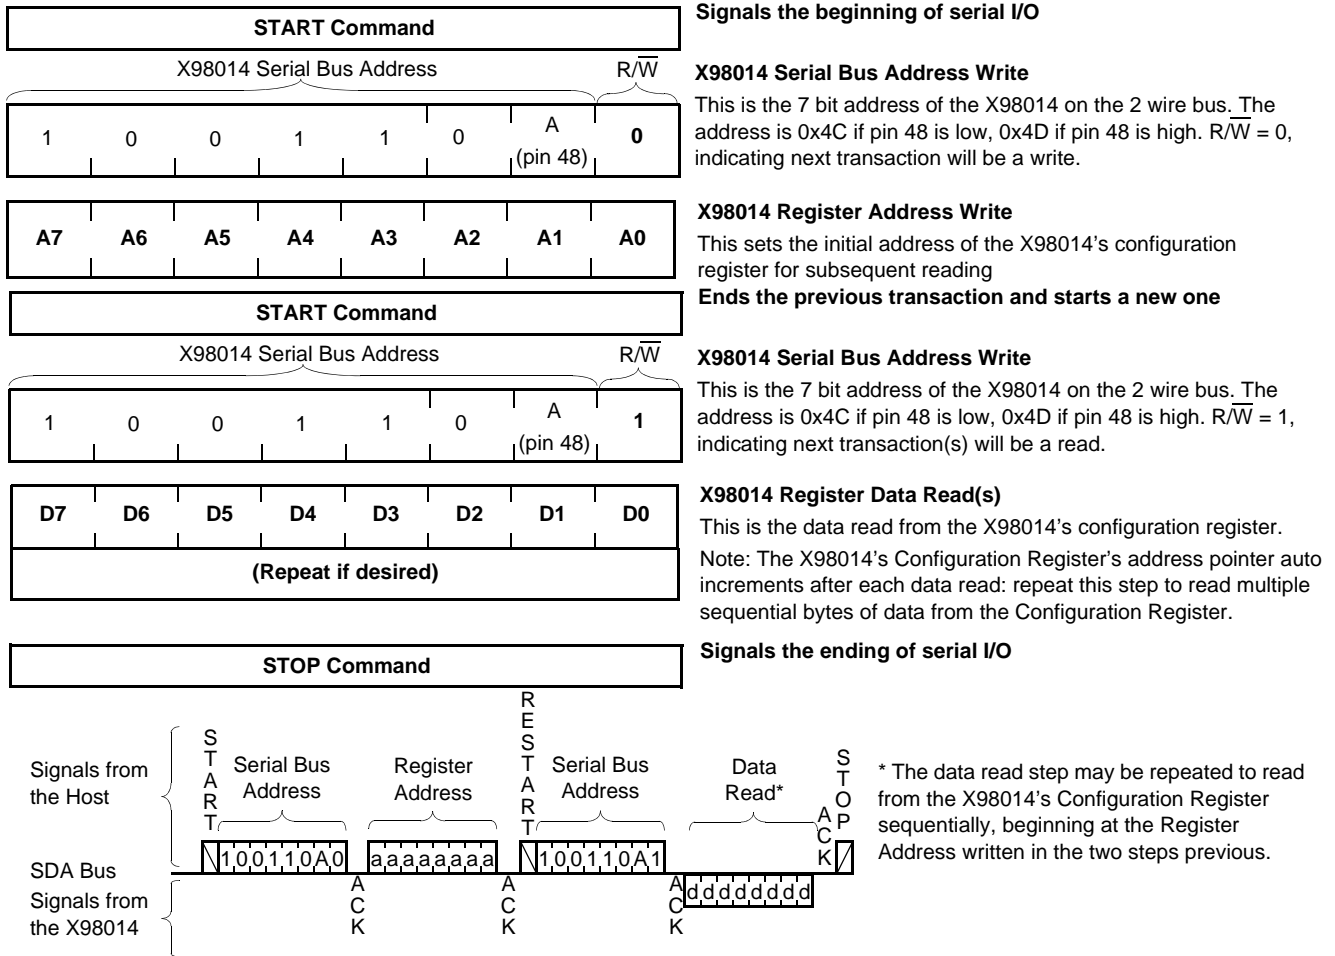 START Command
Signals the beginning of serial I/O
X98014 Serial Bus Address
R/W̅
1 0 0 1 1 0 A (pin 48) 0
X98014 Serial Bus Address Write
This is the 7 bit address of the X98014 on the 2 wire bus. The
address is 0x4C if pin 48 is low, 0x4D if pin 48 is high. R/W̅ = 0,
indicating next transaction will be a write.
A7 A6 A5 A4 A3 A2 A1 A0
X98014 Register Address Write
This sets the initial address of the X98014's configuration
register for subsequent reading
START Command
Ends the previous transaction and starts a new one
X98014 Serial Bus Address
R/W̅
1 0 0 1 1 0 A (pin 48) 1
X98014 Serial Bus Address Write
This is the 7 bit address of the X98014 on the 2 wire bus. The
address is 0x4C if pin 48 is low, 0x4D if pin 48 is high. R/W̅ = 1,
indicating next transaction(s) will be a read.
D7 D6 D5 D4 D3 D2 D1 D0
(Repeat if desired)
X98014 Register Data Read(s)
This is the data read from the X98014's configuration register.
Note: The X98014's Configuration Register's address pointer auto
increments after each data read: repeat this step to read multiple
sequential bytes of data from the Configuration Register.
STOP Command
Signals the ending of serial I/O
Signals from
the Host
START
Serial Bus
Address
Register
Address
RESTART
Serial Bus
Address
Data
Read*
ACK
STOP
1 0 0 1 1 0 A 0
a a a a a a a a
1 0 0 1 1 0 A 1
SDA Bus
Signals from
the X98014
ACK
ACK
ACK
d d d d d d d d
* The data read step may be repeated to read
from the X98014's Configuration Register
sequentially, beginning at the Register
Address written in the two steps previous.